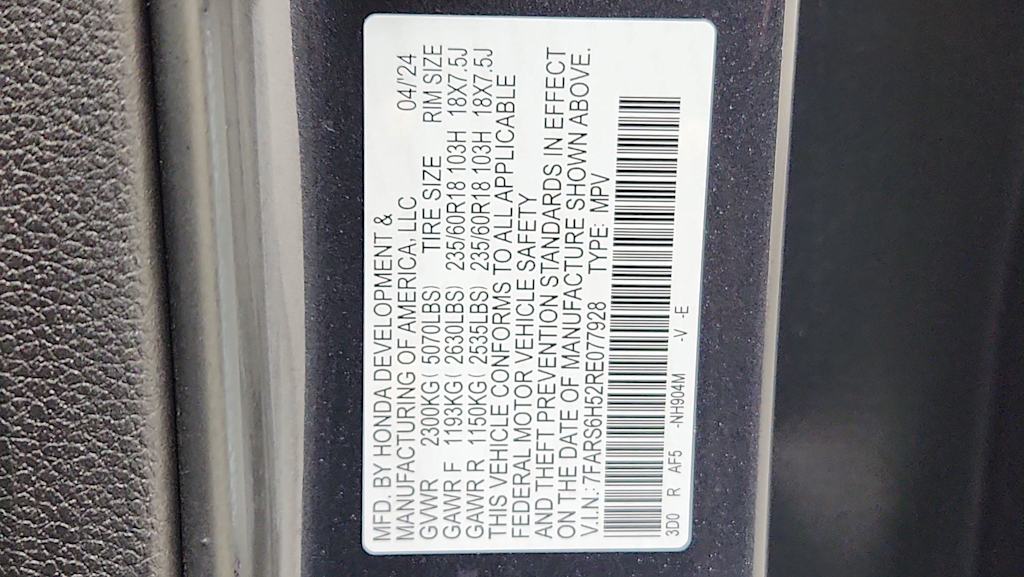 MFD. BY HONDA DEVELOPMENT &
MANUFACTURING OF AMERICA, LLC 04/'24
GVWR 2300KG( 5070LBS) TIRE SIZE RIM SIZE
GAWR F 1193KG( 2630LBS) 235/60R18 103H 18X7.5J
GAWR R 1150KG( 2535LBS) 235/60R18 103H 18X7.5J
THIS VEHICLE CONFORMS TO ALL APPLICABLE
FEDERAL MOTOR VEHICLE SAFETY
AND THEFT PREVENTION STANDARDS IN EFFECT
ON THE DATE OF MANUFACTURE SHOWN ABOVE.
V.I.N.: 7FARS6H52RE077928 TYPE: MPV
3D0 R AF5 -NH904M -V -E